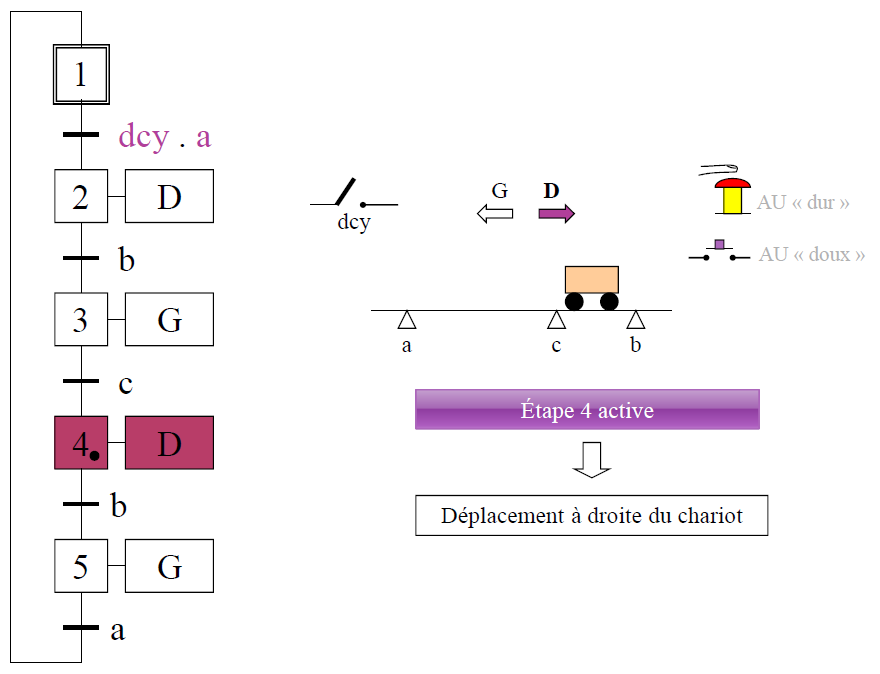 1
dcy . a
2 D
b
3 G
c
4 D
b
5 G
a
dcy
G D
AU « dur »
AU « doux »
a c b
Étape 4 active
Déplacement à droite du chariot